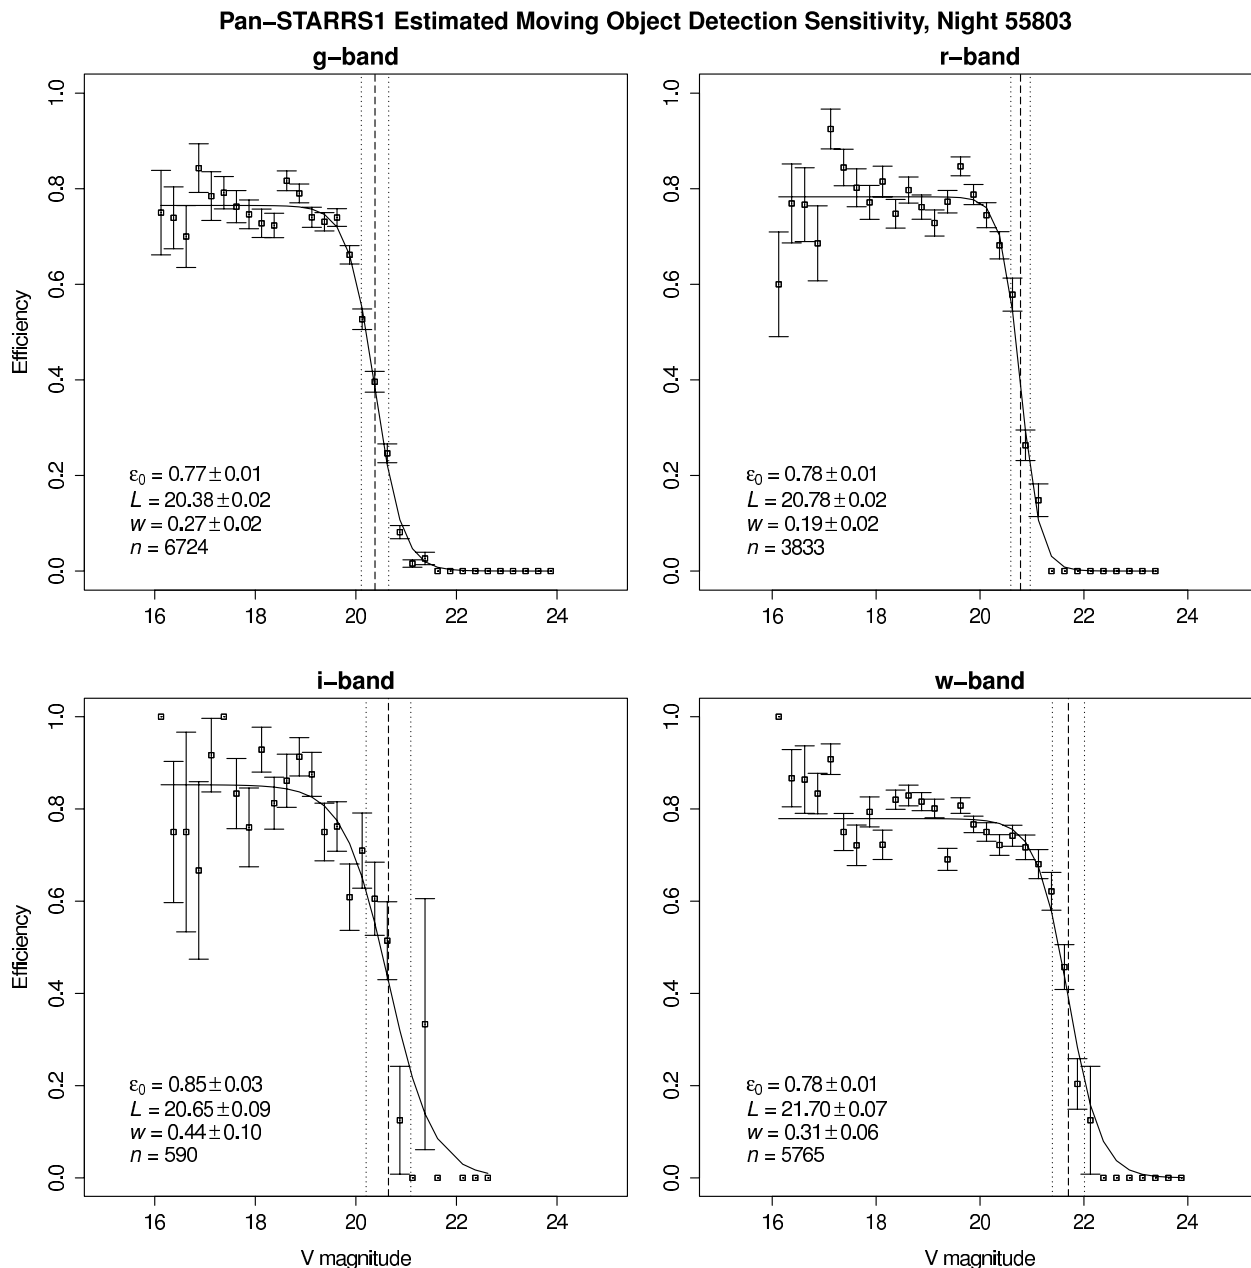 Pan−STARRS1 Estimated Moving Object Detection Sensitivity, Night 55803
g−band
Efficiency
0.0 0.2 0.4 0.6 0.8 1.0
ε0 = 0.77±0.01
L = 20.38±0.02
w = 0.27±0.02
n = 6724
16 18 20 22 24
r−band
0.0 0.2 0.4 0.6 0.8 1.0
ε0 = 0.78±0.01
L = 20.78±0.02
w = 0.19±0.02
n = 3833
16 18 20 22 24
i−band
Efficiency
0.0 0.2 0.4 0.6 0.8 1.0
ε0 = 0.85±0.03
L = 20.65±0.09
w = 0.44±0.10
n = 590
16 18 20 22 24
V magnitude
w−band
0.0 0.2 0.4 0.6 0.8 1.0
ε0 = 0.78±0.01
L = 21.70±0.07
w = 0.31±0.06
n = 5765
16 18 20 22 24
V magnitude